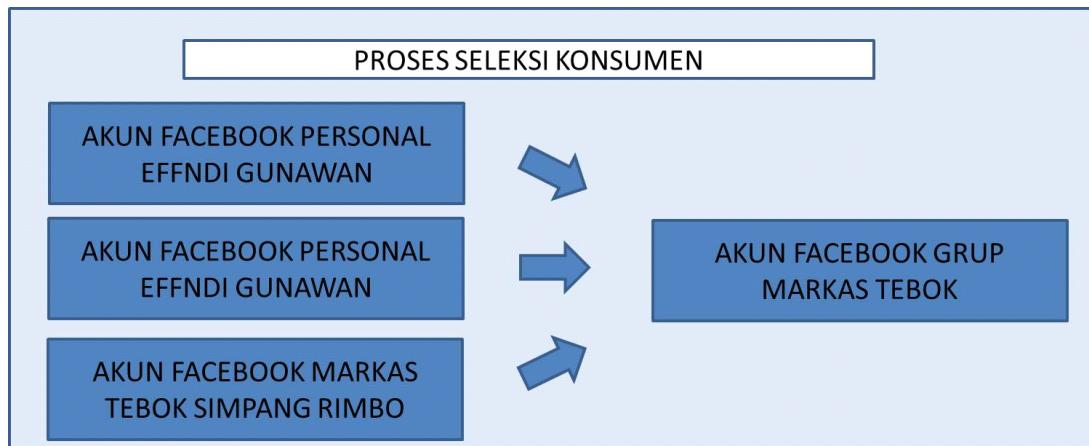 PROSES SELEKSI KONSUMEN
AKUN FACEBOOK PERSONAL
EFFNDI GUNAWAN
AKUN FACEBOOK PERSONAL
EFFNDI GUNAWAN
AKUN FACEBOOK MARKAS
TEBOK SIMPANG RIMBO
AKUN FACEBOOK GRUP
MARKAS TEBOK